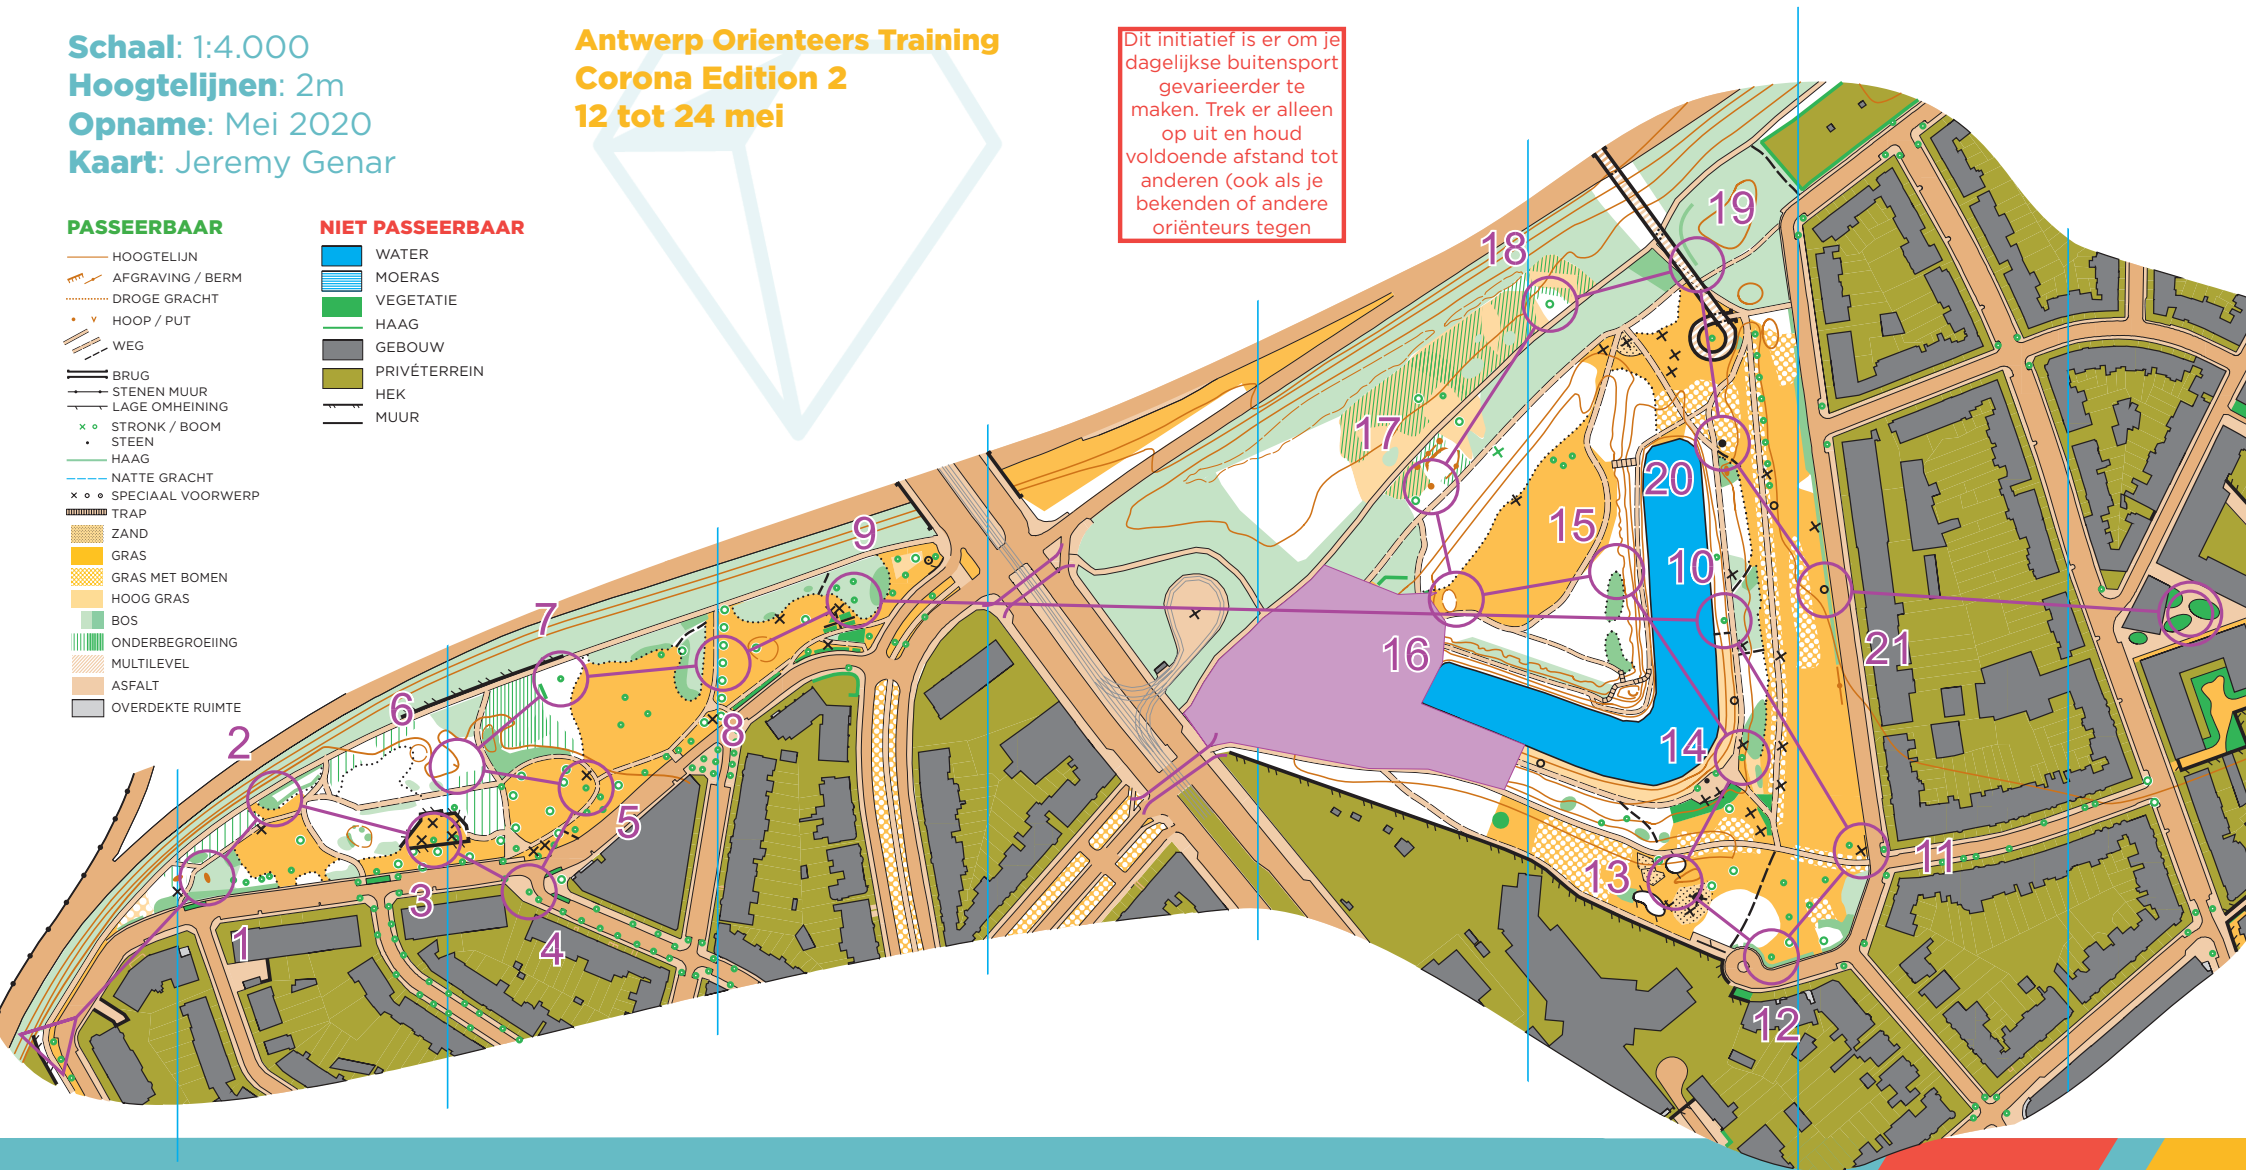 Schaal: 1:4.000
Hoogtelijnen: 2m
Opname: Mei 2020
Kaart: Jeremy Genar
Antwerp Orienteers Training
Corona Edition 2
12 tot 24 mei
Dit initiatief is er om je
dagelijkse buitensport
gevarieerder te
maken. Trek er alleen
op uit en houd
voldoende afstand tot
anderen (ook als je
bekenden of andere
oriënteurs tegen
PASSEERBAAR
HOOGTELIJN
AFGRAVING / BERM
DROGE GRACHT
HOOP / PUT
WEG
BRUG
STENEN MUUR
LAGE OMHEINING
STRONK / BOOM
STEEN
HAAG
NATTE GRACHT
SPECIAAL VOORWERP
TRAP
ZAND
GRAS
GRAS MET BOMEN
HOOG GRAS
BOS
ONDERBEGROEIING
MULTILEVEL
ASFALT
OVERDEKTE RUIMTE
NIET PASSEERBAAR
WATER
MOERAS
VEGETATIE
HAAG
GEBOUW
PRIVÉTERREIN
HEK
MUUR
1
2
3
4
5
6
7
8
9
10
11
12
13
14
15
16
17
18
19
20
21